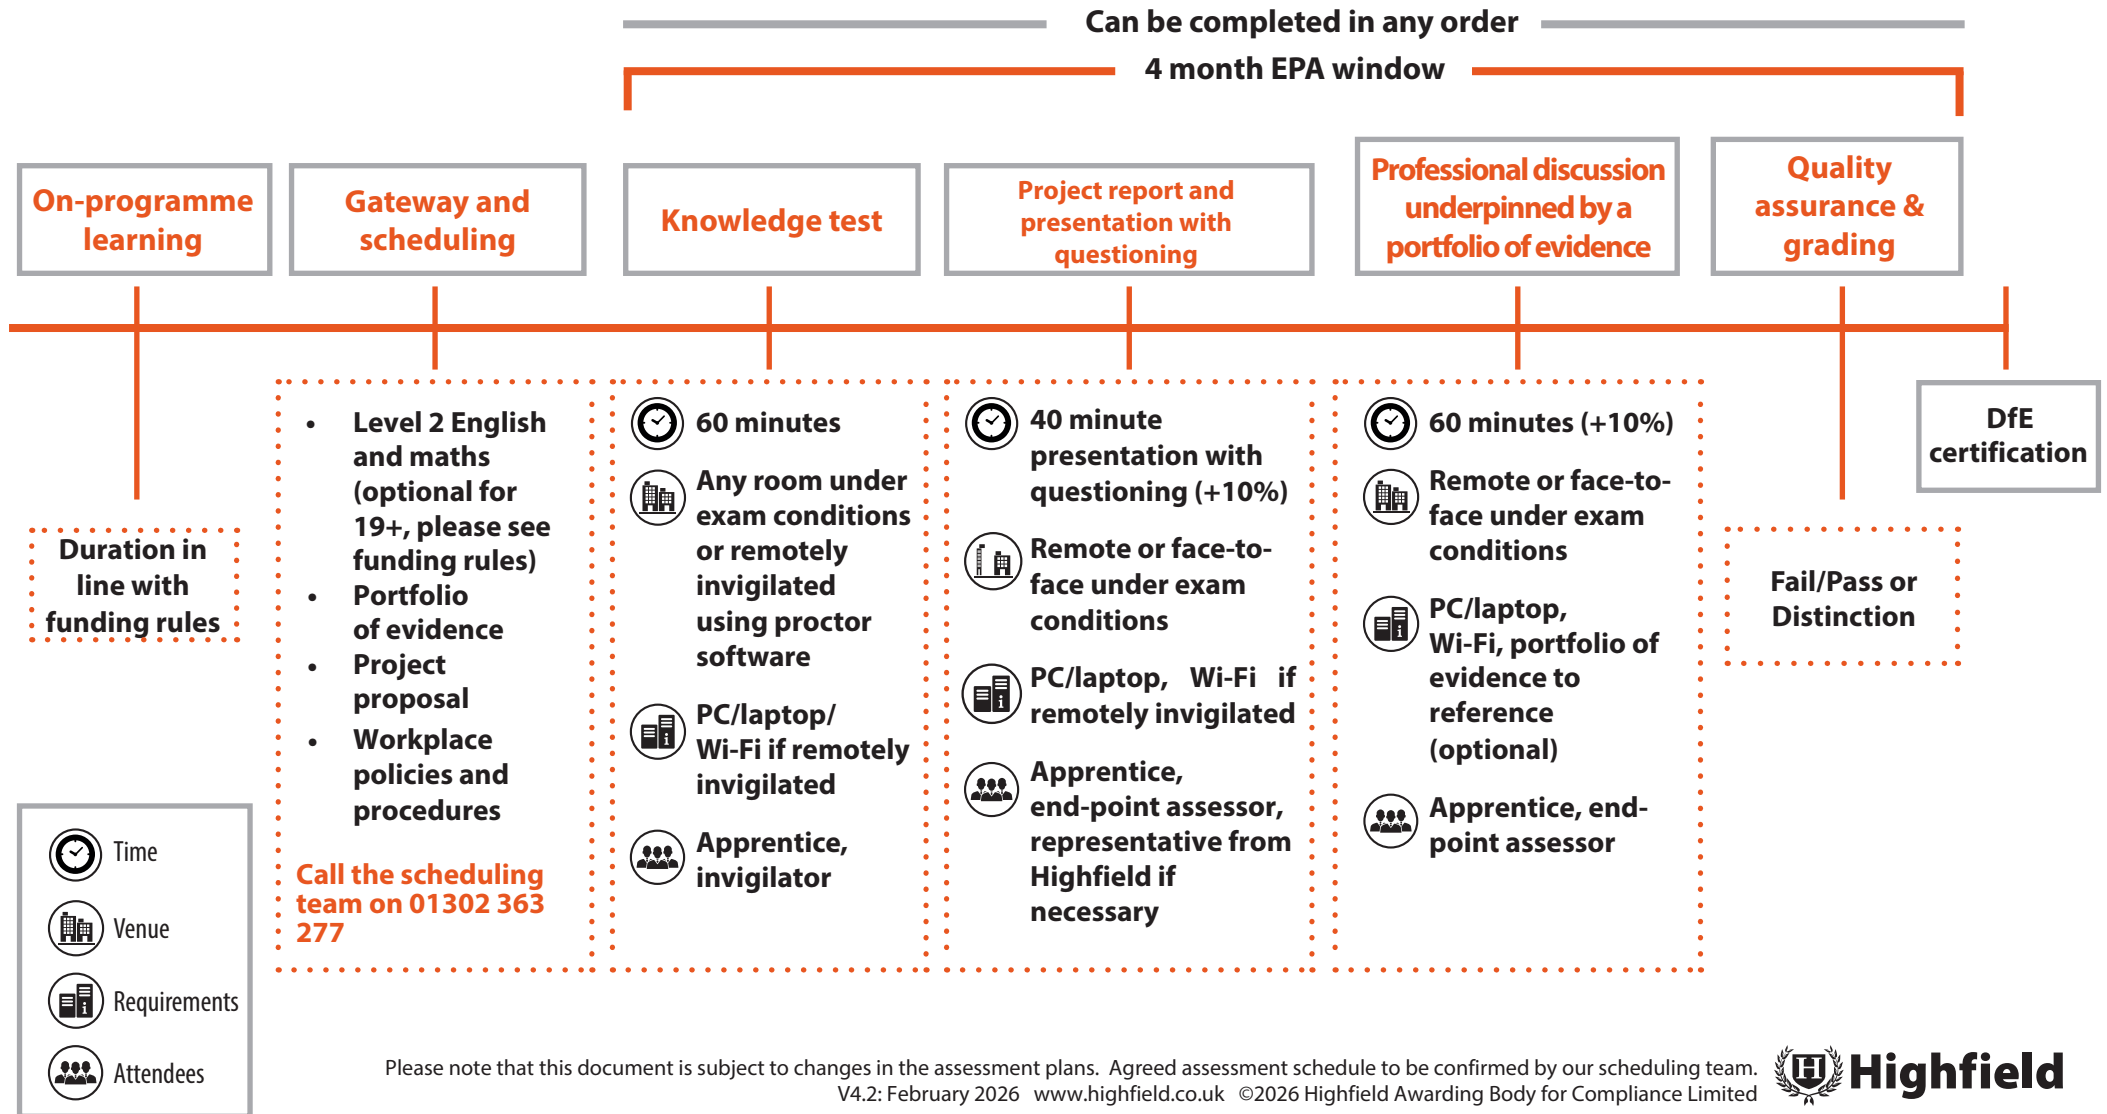 Can be completed in any order
4 month EPA window
On-programme
learning
Gateway and
scheduling
Knowledge test
Project report and
presentation with
questioning
Professional discussion
underpinned by a
portfolio of evidence
Quality
assurance &
grading
Duration in
line with
funding rules
• Level 2 English
and maths
(optional for
19+, please see
funding rules)
• Portfolio
of evidence
• Project
proposal
• Workplace
policies and
procedures
Call the scheduling
team on 01302 363
277
60 minutes
Any room under
exam conditions
or remotely
invigilated
using proctor
software
PC/laptop/
Wi-Fi if remotely
invigilated
Apprentice,
invigilator
40 minute
presentation with
questioning (+10%)
Remote or face-to-
face under exam
conditions
PC/laptop, Wi-Fi if
remotely invigilated
Apprentice,
end-point assessor,
representative from
Highfield if
necessary
60 minutes (+10%)
Remote or face-to-
face under exam
conditions
PC/laptop,
Wi-Fi, portfolio of
evidence to
reference
(optional)
Apprentice, end-
point assessor
Fail/Pass or
Distinction
DfE
certification
Time
Venue
Requirements
Attendees
Please note that this document is subject to changes in the assessment plans. Agreed assessment schedule to be confirmed by our scheduling team.
V4.2: February 2026 www.highfield.co.uk ©2026 Highfield Awarding Body for Compliance Limited
H Highfield